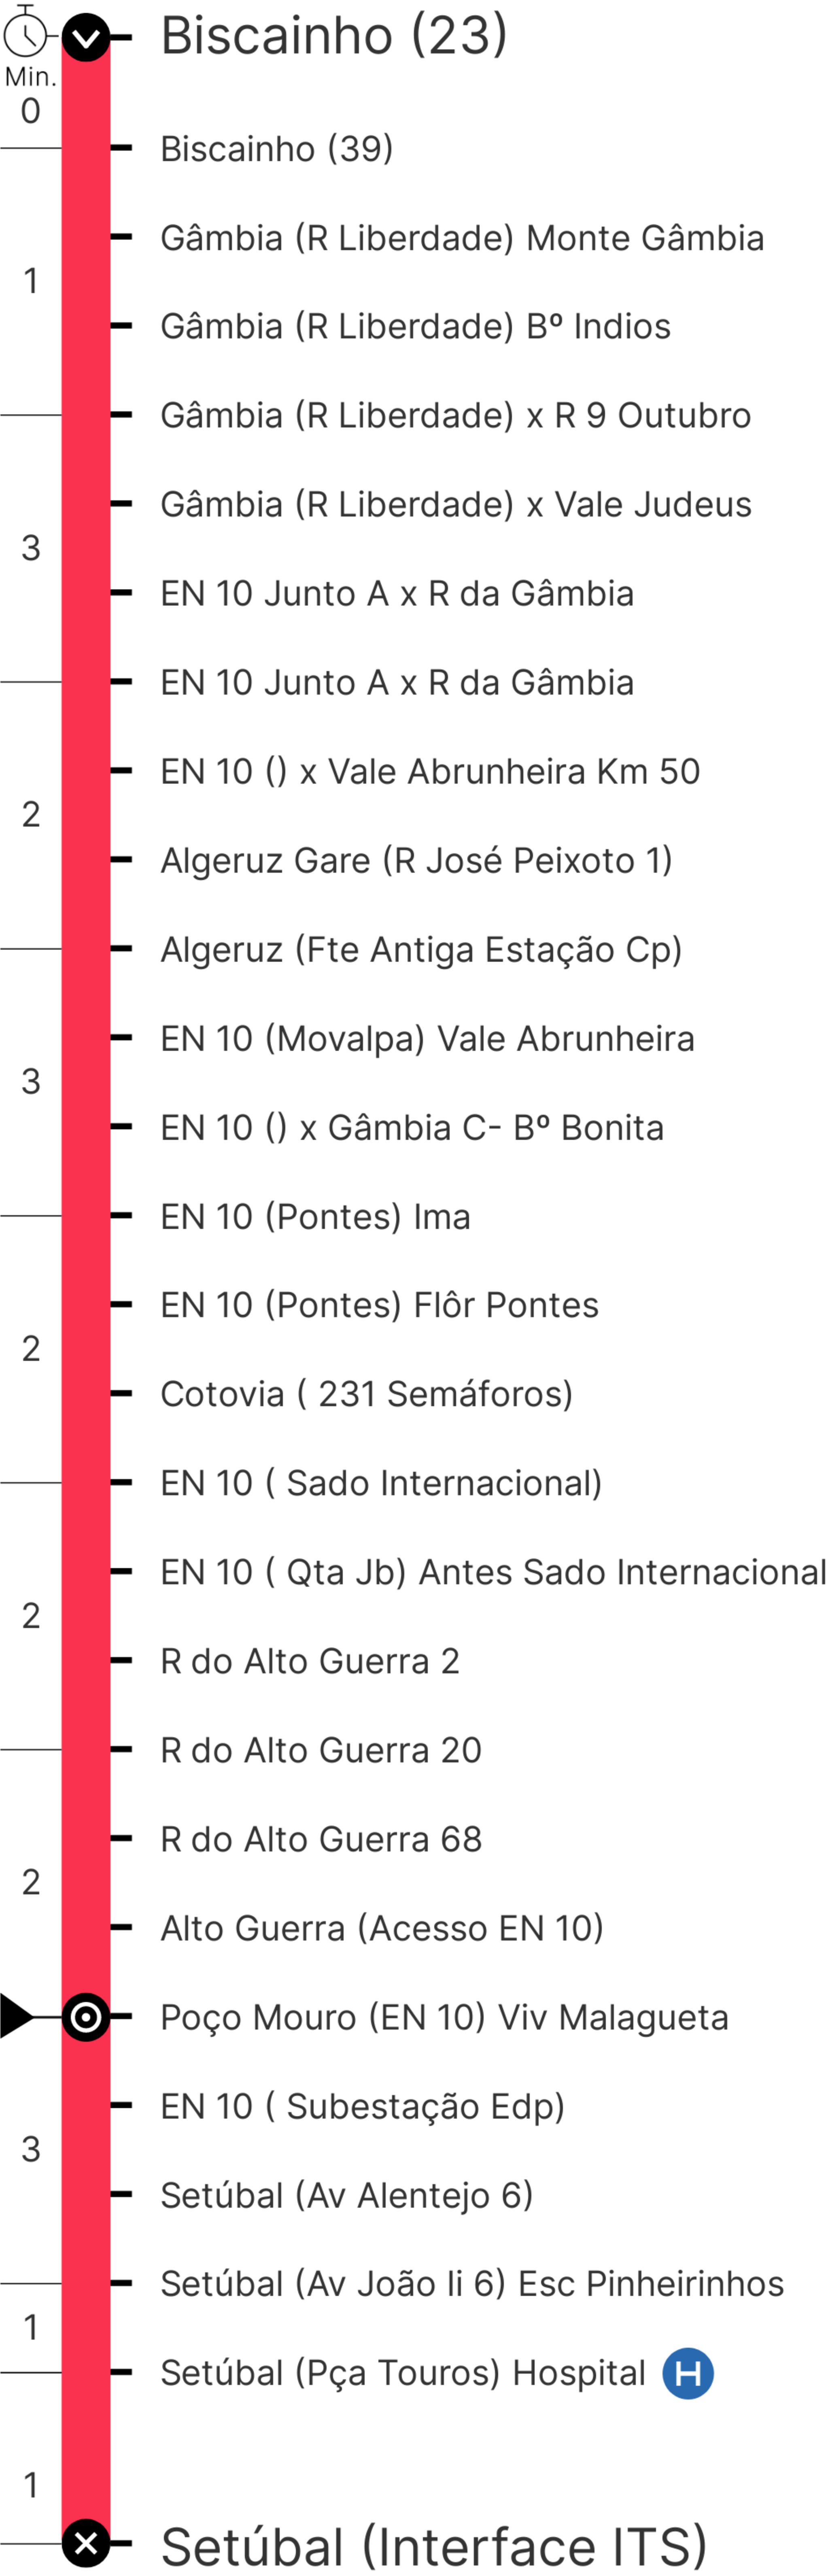 Biscainho (23)
Min.
0
Biscainho (39)
Gâmbia (R Liberdade) Monte Gâmbia
1
Gâmbia (R Liberdade) Bº Indios
Gâmbia (R Liberdade) x R 9 Outubro
Gâmbia (R Liberdade) x Vale Judeus
3
EN 10 Junto A x R da Gâmbia
EN 10 Junto A x R da Gâmbia
EN 10 () x Vale Abrunheira Km 50
2
Algeruz Gare (R José Peixoto 1)
Algeruz (Fte Antiga Estação Cp)
EN 10 (Movalpa) Vale Abrunheira
3
EN 10 () x Gâmbia C- Bº Bonita
EN 10 (Pontes) Ima
EN 10 (Pontes) Flôr Pontes
2
Cotovia ( 231 Semáforos)
EN 10 ( Sado Internacional)
EN 10 ( Qta Jb) Antes Sado Internacional
2
R do Alto Guerra 2
R do Alto Guerra 20
R do Alto Guerra 68
2
Alto Guerra (Acesso EN 10)
Poço Mouro (EN 10) Viv Malagueta
EN 10 ( Subestação Edp)
3
Setúbal (Av Alentejo 6)
Setúbal (Av João Ii 6) Esc Pinheirinhos
1
Setúbal (Pça Touros) Hospital H
1
Setúbal (Interface ITS)